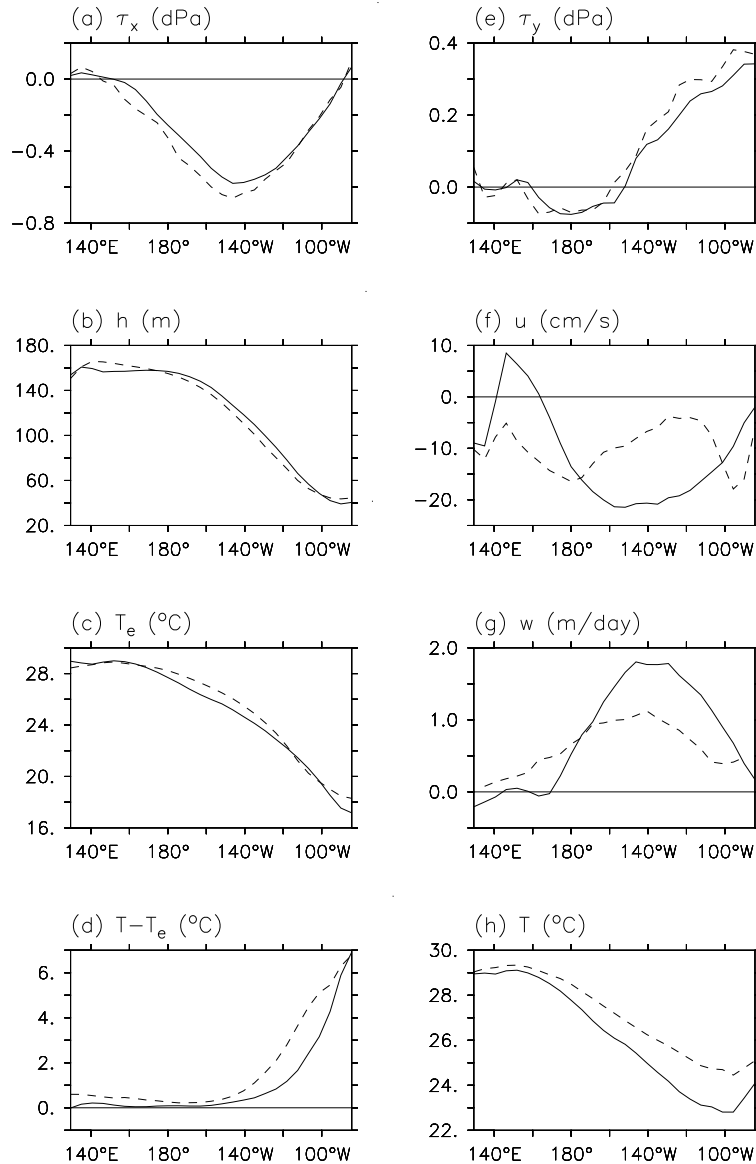 (a) τx (dPa)
0.0
−0.4
−0.8
140°E 180° 140°W 100°W
(e) τy (dPa)
0.4
0.2
0.0
140°E 180° 140°W 100°W
(b) h (m)
180.
140.
100.
60.
20.
140°E 180° 140°W 100°W
(f) u (cm/s)
10.
0.
−10.
−20.
140°E 180° 140°W 100°W
(c) Te (°C)
28.
24.
20.
16.
140°E 180° 140°W 100°W
(g) w (m/day)
2.0
1.0
0.0
140°E 180° 140°W 100°W
(d) T−Te (°C)
6.
4.
2.
0.
140°E 180° 140°W 100°W
(h) T (°C)
30.
28.
26.
24.
22.
140°E 180° 140°W 100°W